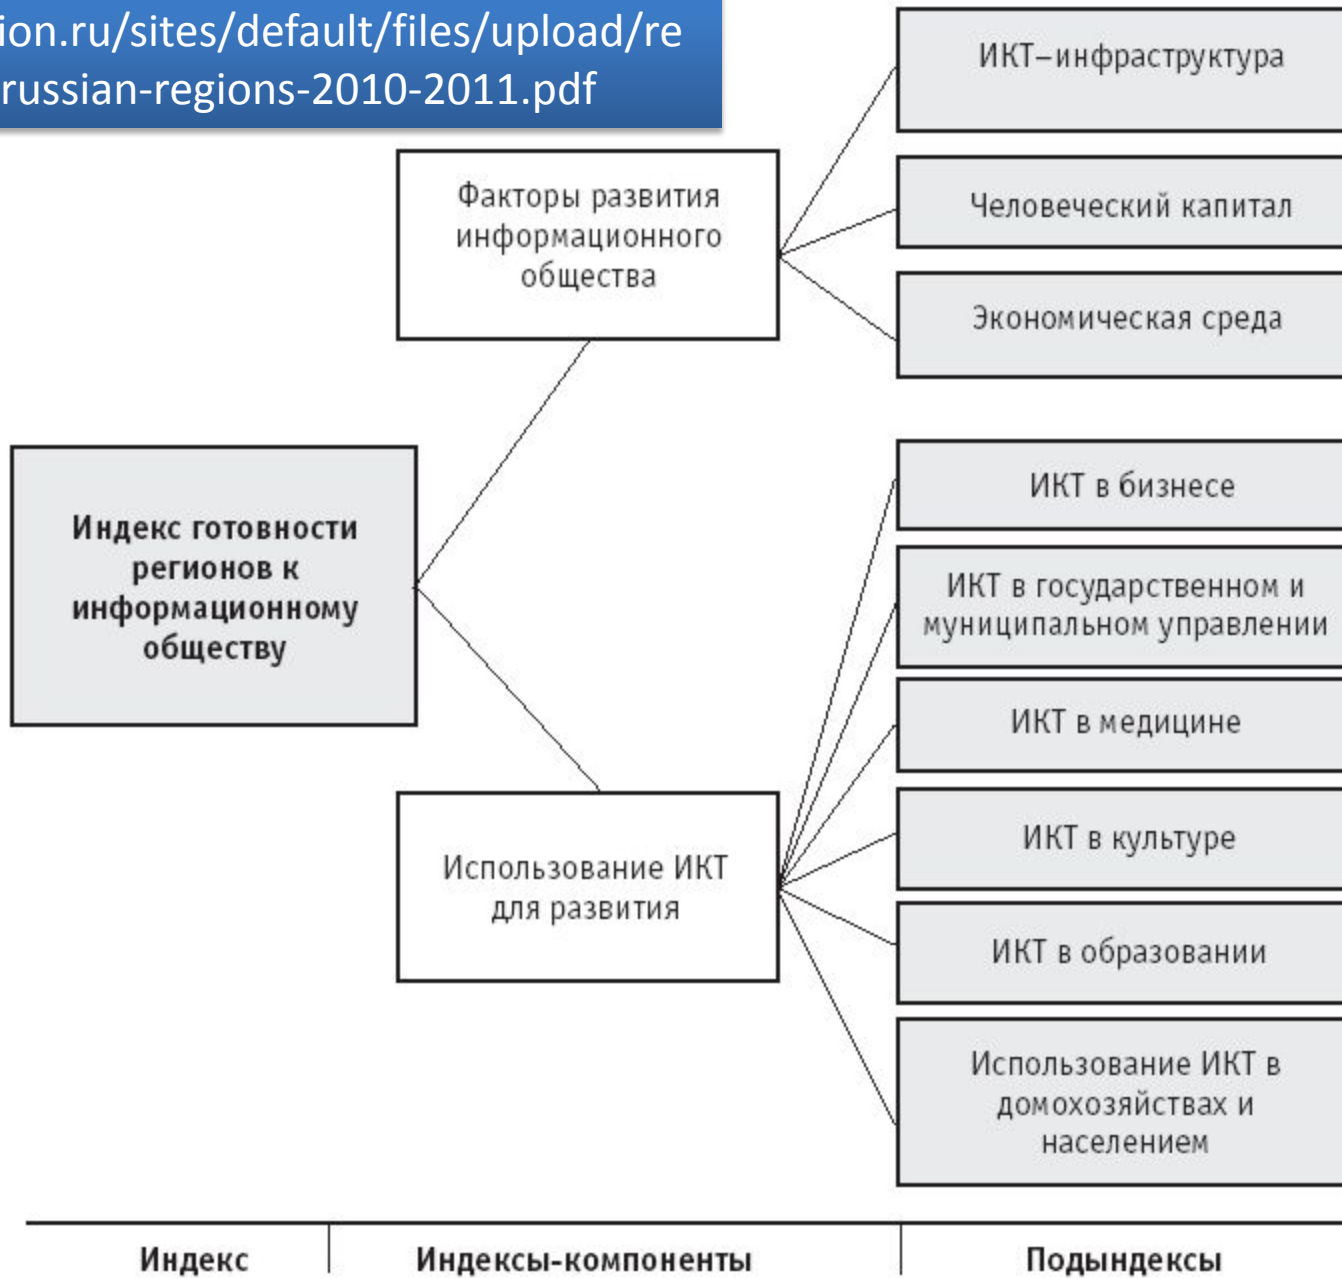 ion.ru/sites/default/files/upload/re
russian-regions-2010-2011.pdf
ИКТ–инфраструктура
Факторы развития
информационного
общества
Человеческий капитал
Экономическая среда
Индекс готовности
регионов к
информационному
обществу
ИКТ в бизнесе
ИКТ в государственном и
муниципальном управлении
ИКТ в медицине
Использование ИКТ
для развития
ИКТ в культуре
ИКТ в образовании
Использование ИКТ в
домохозяйствах и
населением
Индекс
Индексы-компоненты
Подындексы